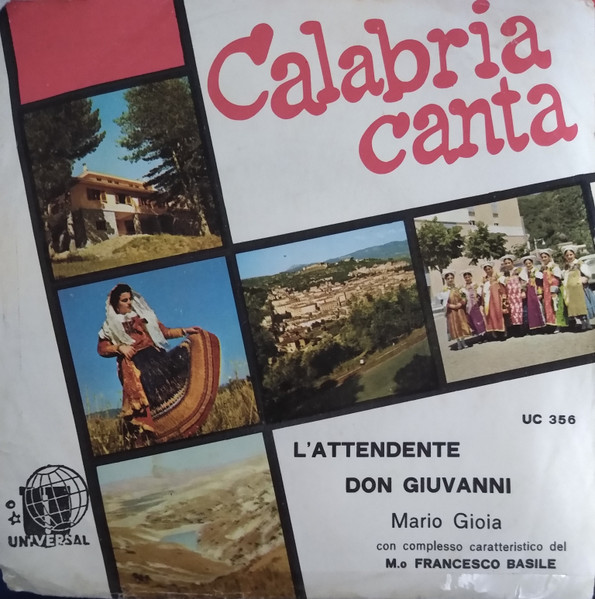 Calabria
canta
UC 356
L'ATTENDENTE
DON GIUVANNI
Mario Gioia
con complesso caratteristico del
M.o FRANCESCO BASILE
UNIVERSAL